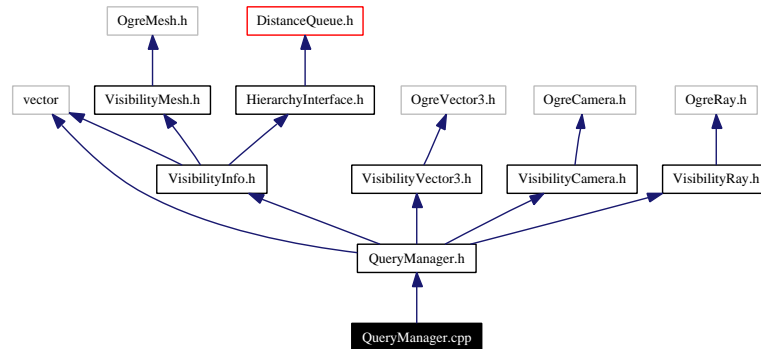 OgreMesh.h
DistanceQueue.h
vector
VisibilityMesh.h
HierarchyInterface.h
OgreVector3.h
OgreCamera.h
OgreRay.h
VisibilityInfo.h
VisibilityVector3.h
VisibilityCamera.h
VisibilityRay.h
QueryManager.h
QueryManager.cpp